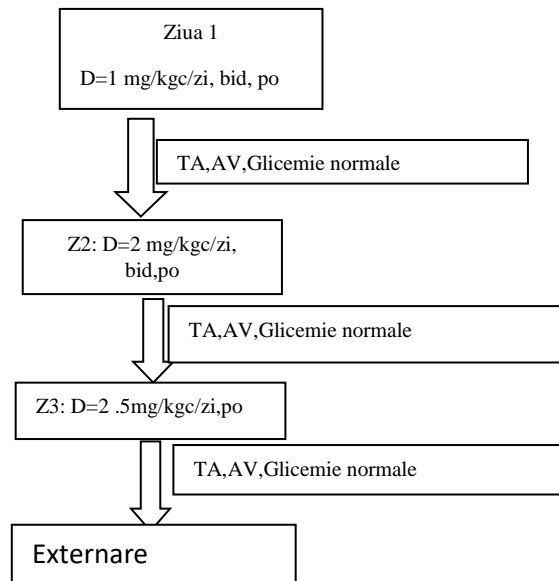 Ziua 1
D=1 mg/kgc/zi, bid, po
TA,AV,Glicemie normale
Z2: D=2 mg/kgc/zi,
bid,po
TA,AV,Glicemie normale
Z3: D=2 .5mg/kgc/zi,po
TA,AV,Glicemie normale
Externare